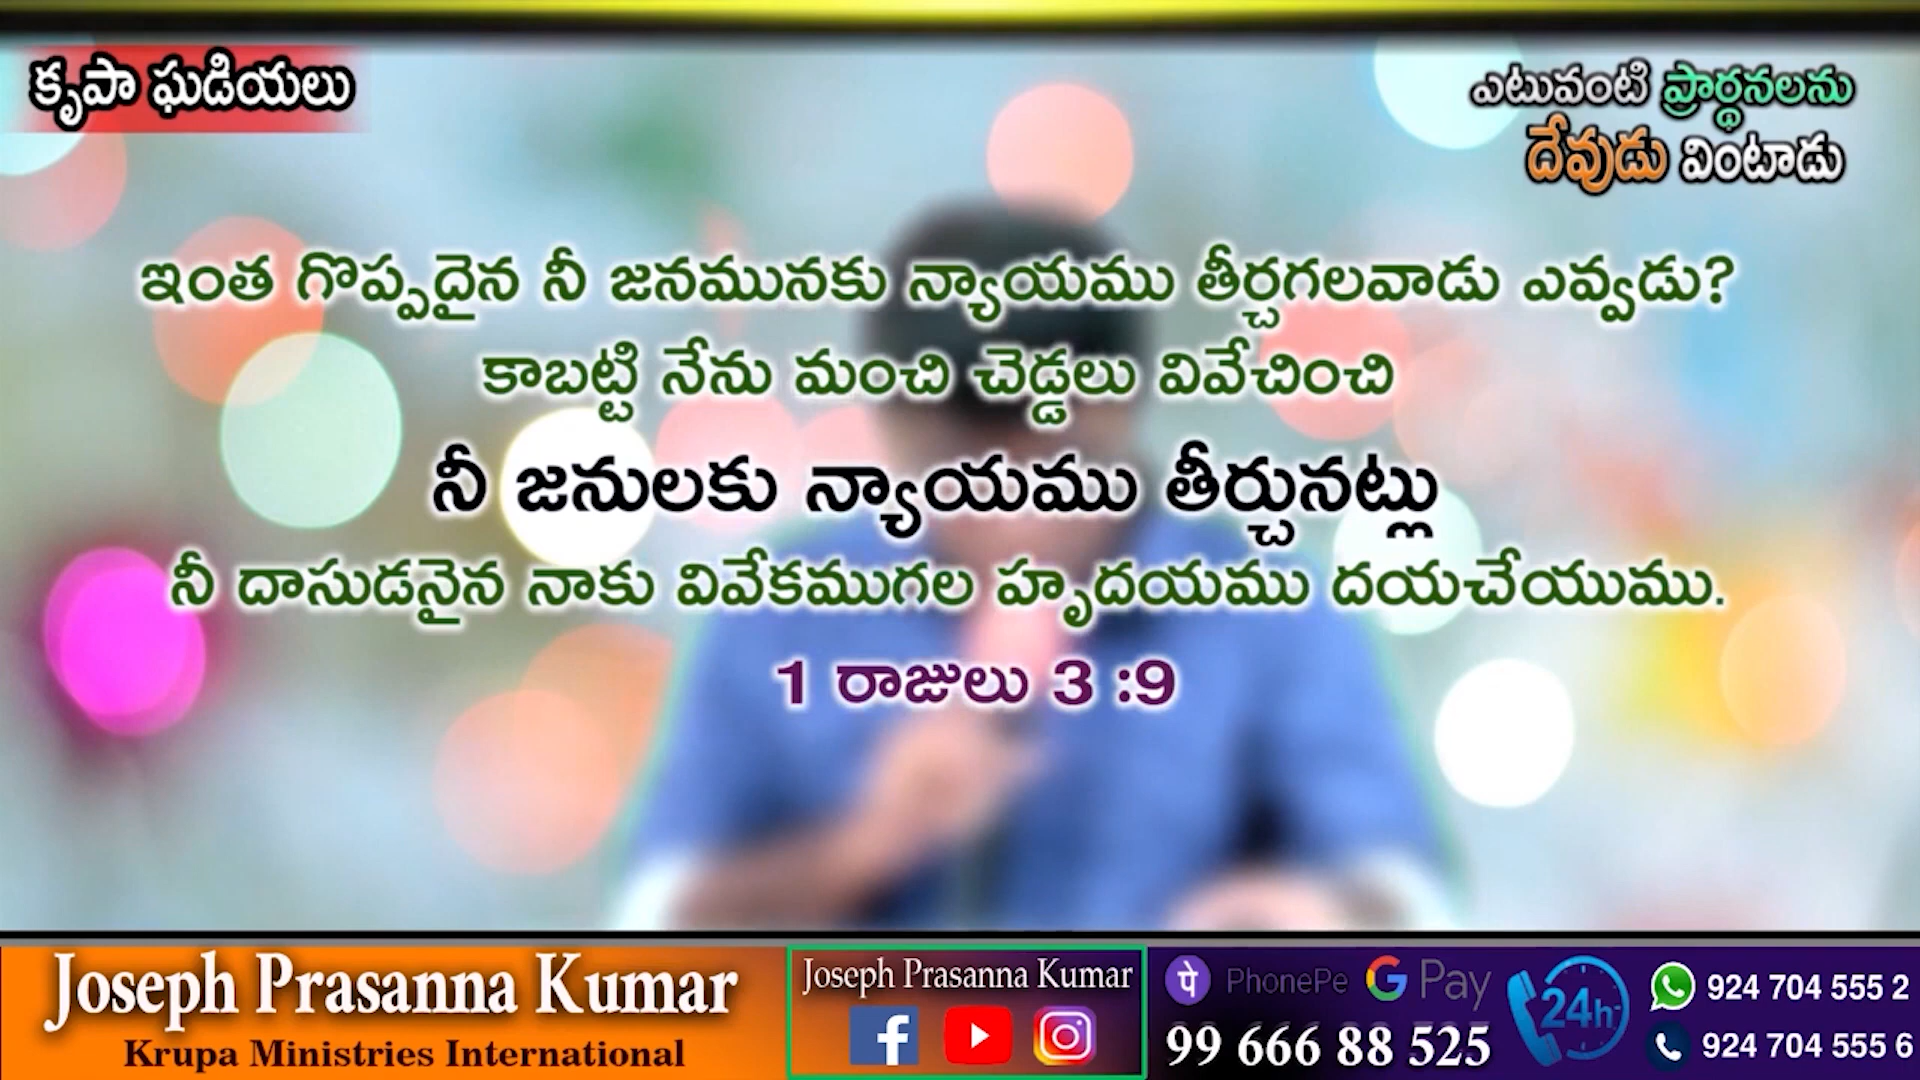 కృపా ఘడియలు
ఎటువంటి ప్రార్థనలను
దేవుడు వింటాడు
ఇంత గొప్పదైన నీ జనమునకు న్యాయము తీర్చగలవాడు ఎవ్వడు?
కాబట్టి నేను మంచి చెడ్డలు వివేచించి
నీ జనులకు న్యాయము తీర్చునట్లు
నీ దాసుడనైన నాకు వివేకముగల హృదయము దయచేయుము.
1 రాజులు 3 :9
Joseph Prasanna Kumar
Krupa Ministries International
Joseph Prasanna Kumar
PhonePe G Pay
99 666 88 525
24h
924 704 555 2
924 704 555 6